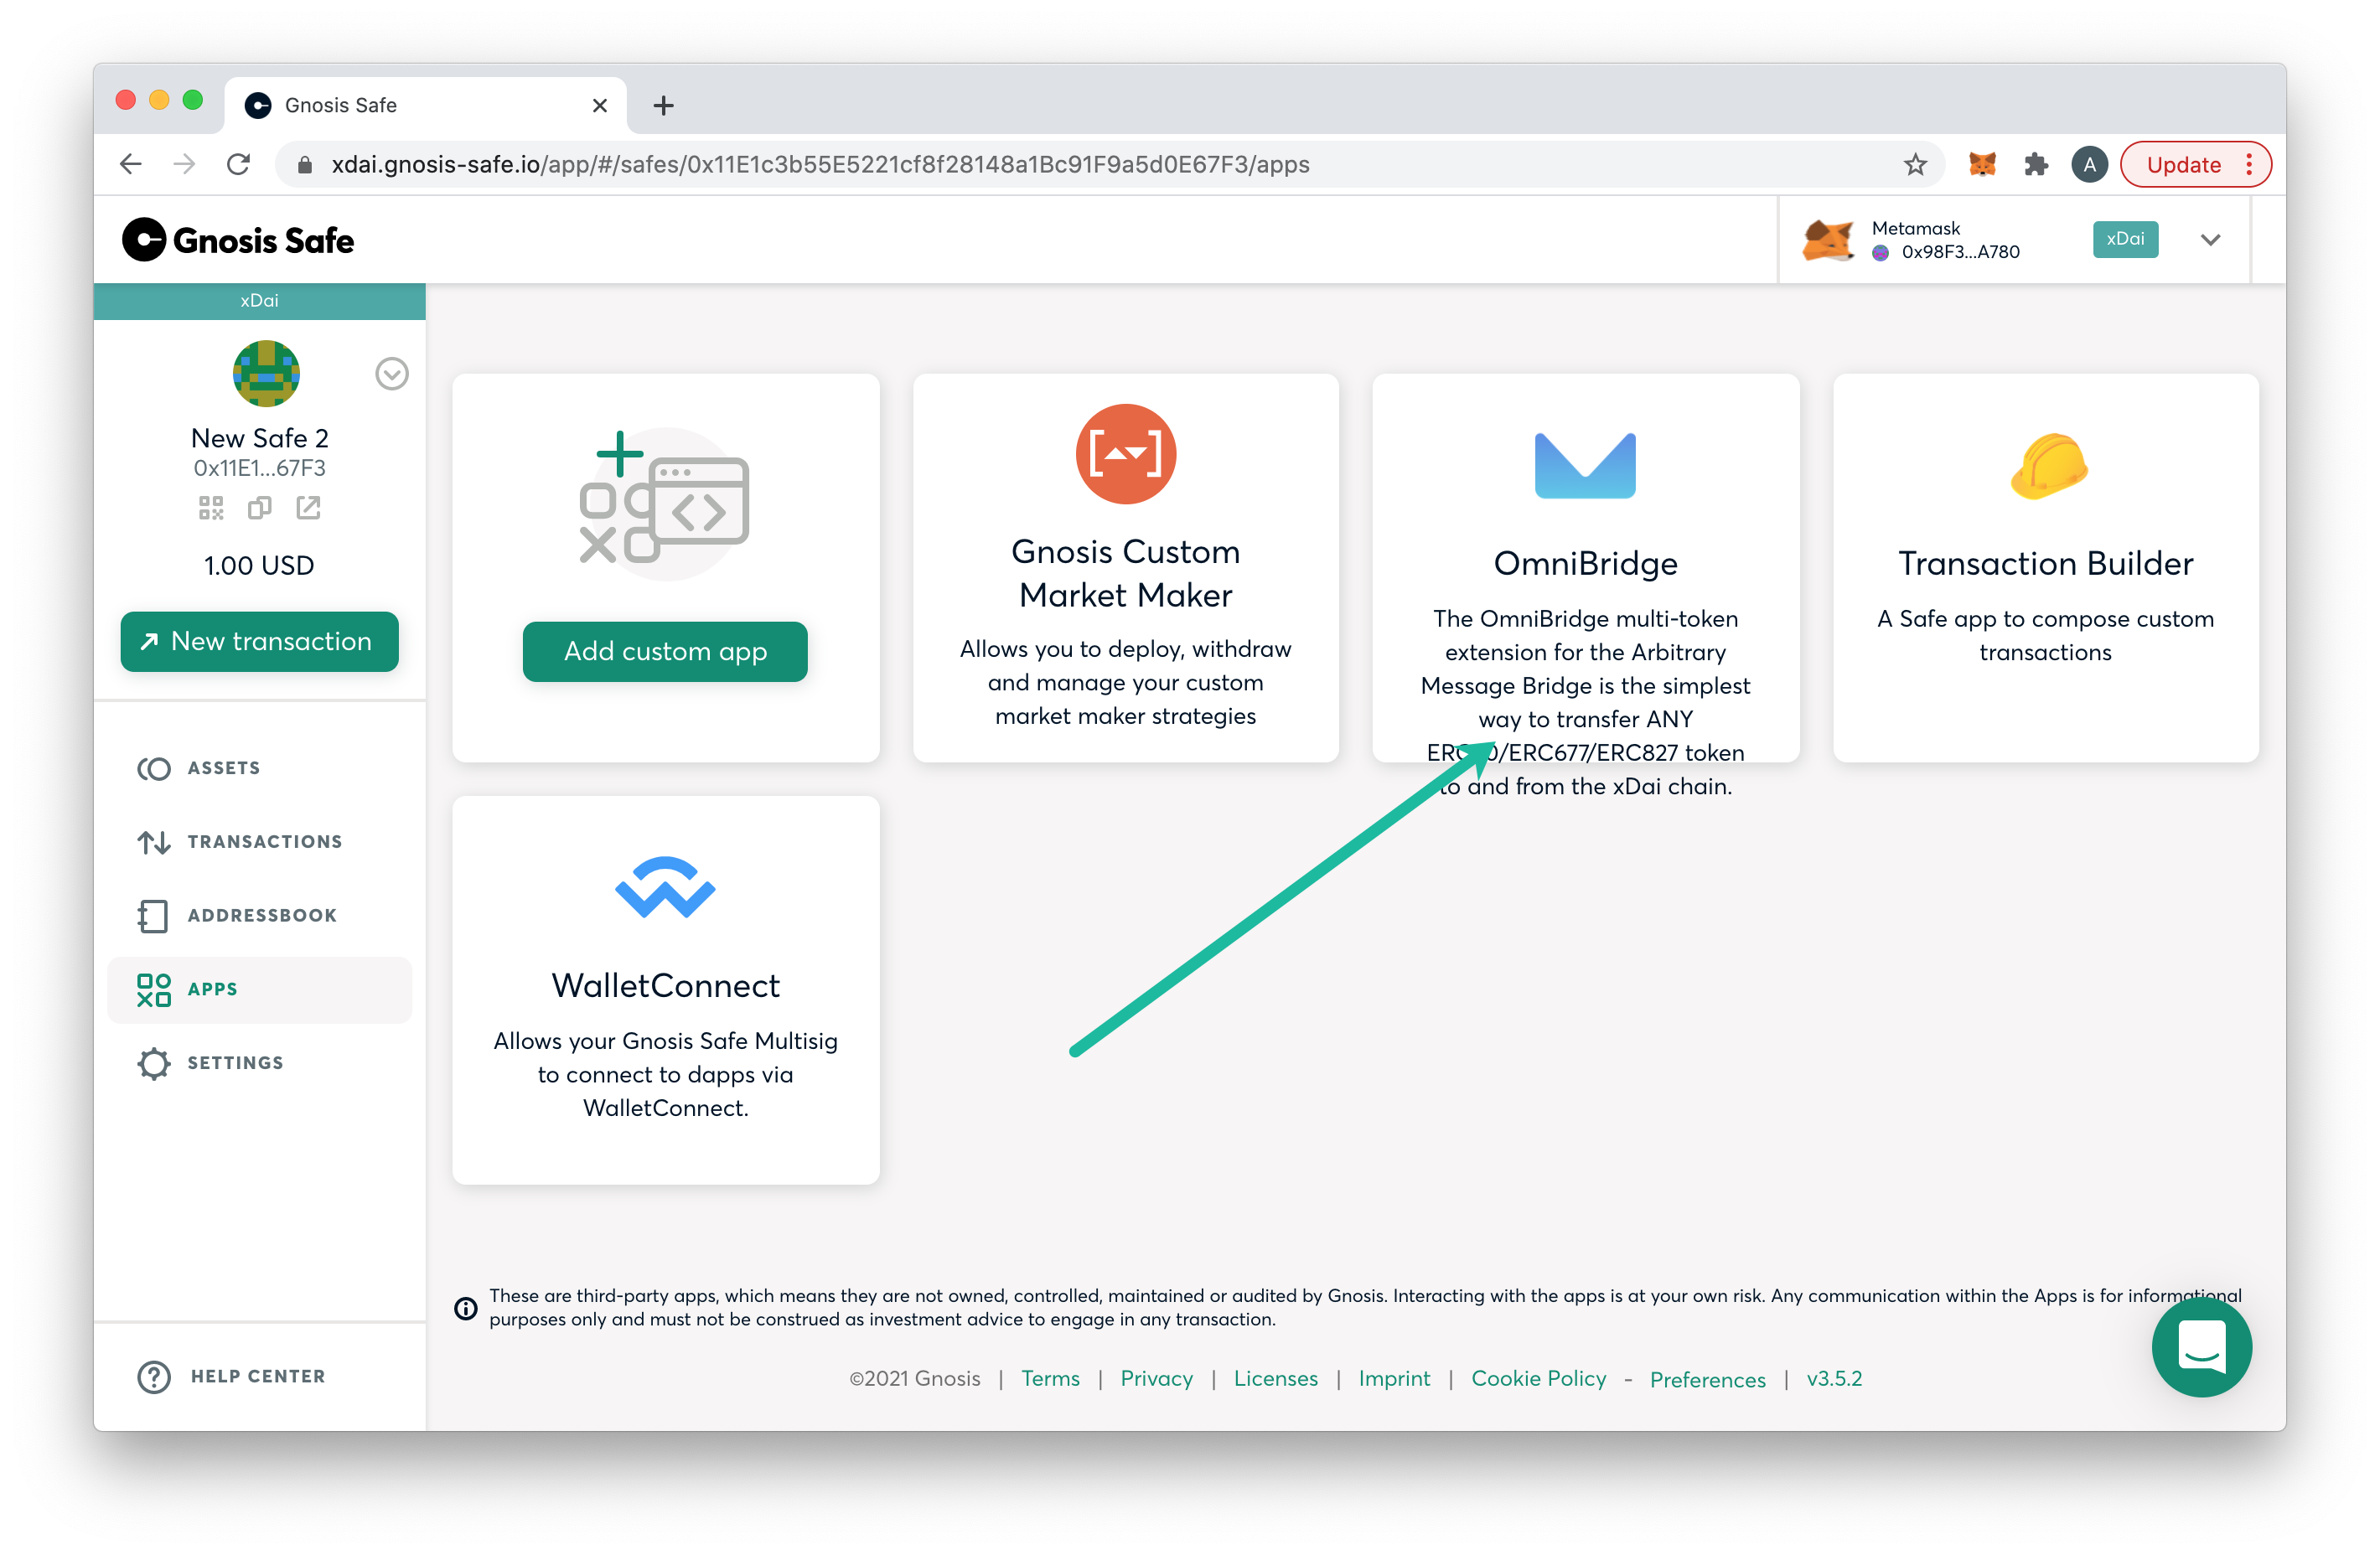 Gnosis Safe
xdai.gnosis-safe.io/app/#/safes/0x11E1c3b55E5221cf8f28148a1Bc91F9a5d0E67F3/apps
A
Update
Gnosis Safe
Metamask
0x98F3...A780
xDai
xDai
New Safe 2
0x11E1...67F3
1.00 USD
New transaction
ASSETS
TRANSACTIONS
ADDRESSBOOK
APPS
SETTINGS
HELP CENTER
Add custom app
Gnosis Custom
Market Maker
Allows you to deploy, withdraw
and manage your custom
market maker strategies
OmniBridge
The OmniBridge multi-token
extension for the Arbitrary
Message Bridge is the simplest
way to transfer ANY
/ERC677/ERC827 token
to and from the xDai chain.
Transaction Builder
A Safe app to compose custom
transactions
WalletConnect
Allows your Gnosis Safe Multisig
to connect to dapps via
WalletConnect.
These are third-party apps, which means they are not owned, controlled, maintained or audited by Gnosis. Interacting with the apps is at your own risk. Any communication within the Apps is for informational
purposes only and must not be construed as investment advice to engage in any transaction.
©2021 Gnosis | Terms | Privacy | Licenses | Imprint | Cookie Policy - Preferences | v3.5.2